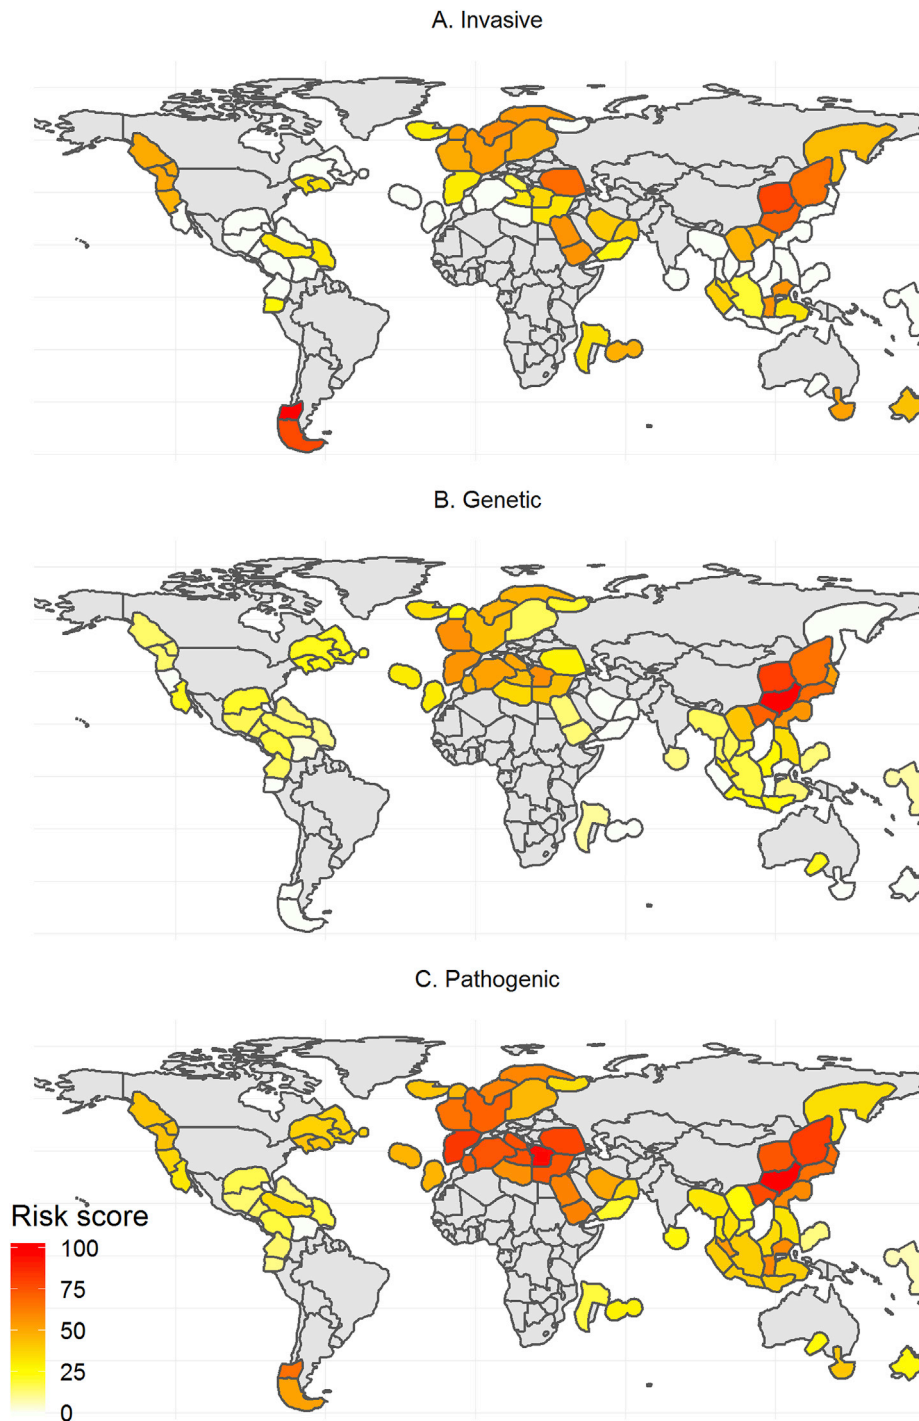 A. Invasive
B. Genetic
C. Pathogenic
Risk score
100
75
50
25
0